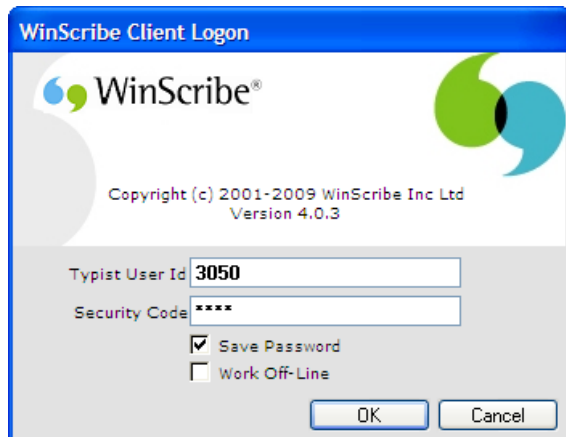 WinScribe Client Logon
WinScribe®
Copyright (c) 2001-2009 WinScribe Inc Ltd
Version 4.0.3
Typist User Id 3050
Security Code ****
Save Password
Work Off-Line
OK Cancel